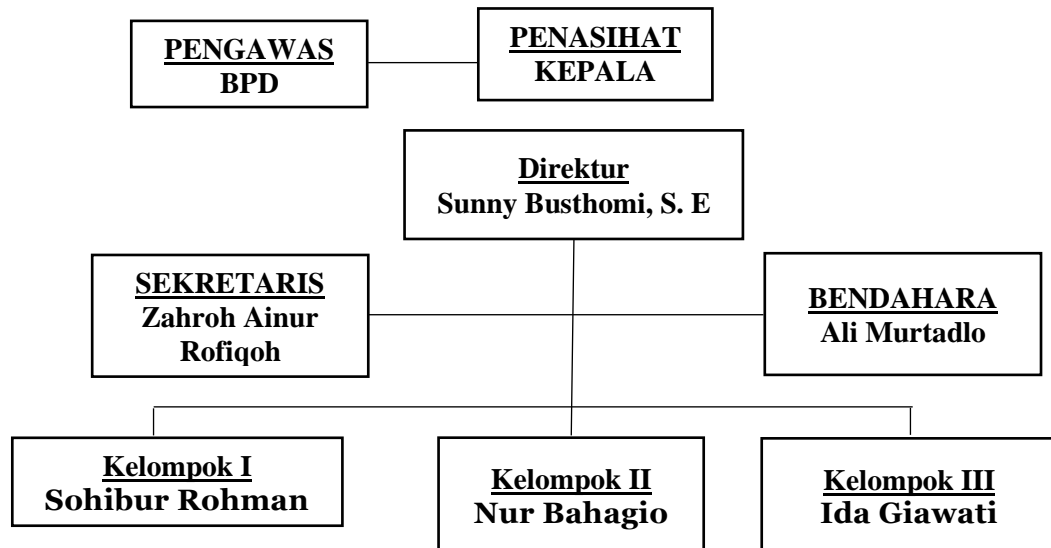 PENGAWAS
BPD
PENASIHAT
KEPALA
Direktur
Sunny Busthomi, S. E
SEKRETARIS
Zahroh Ainur
Rofiqoh
BENDAHARA
Ali Murtadlo
Kelompok I
Sohibur Rohman
Kelompok II
Nur Bahagio
Kelompok III
Ida Giawati